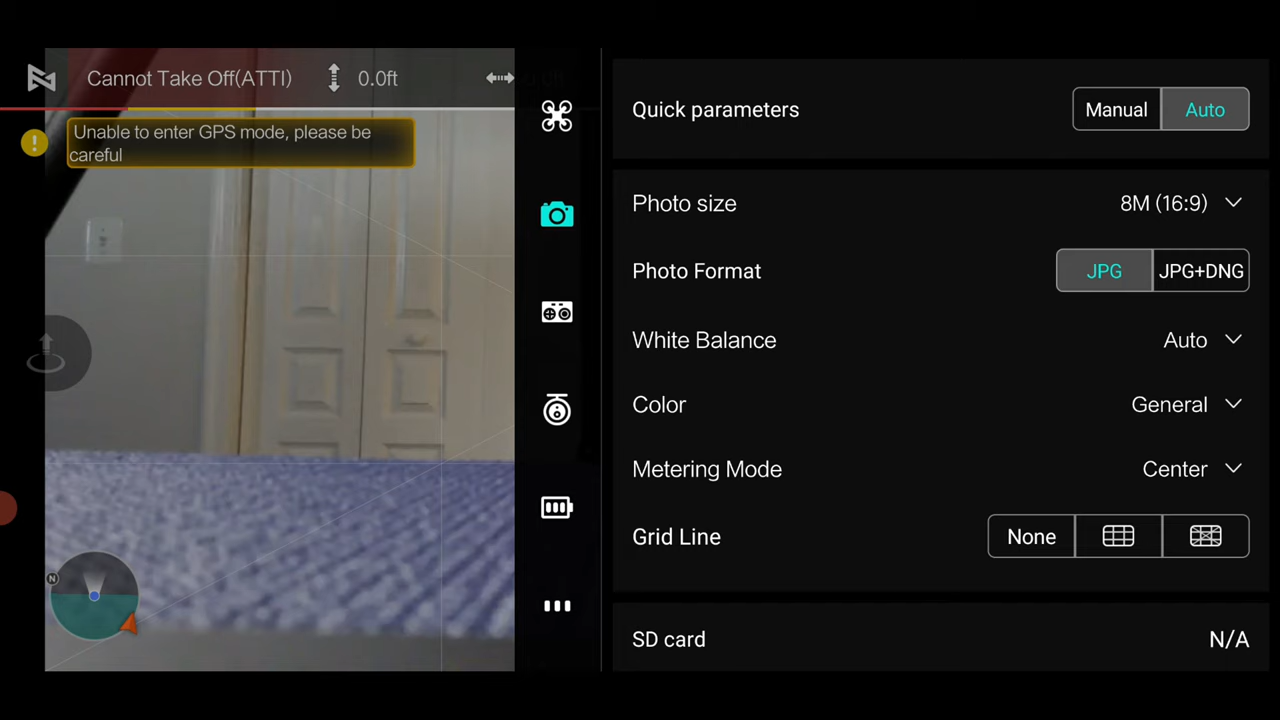 Cannot Take Off(ATTI) 0.0ft
Unable to enter GPS mode, please be
careful
N
Quick parameters Manual Auto
Photo size 8M (16:9)
Photo Format JPG JPG+DNG
White Balance Auto
Color General
Metering Mode Center
Grid Line None
SD card N/A